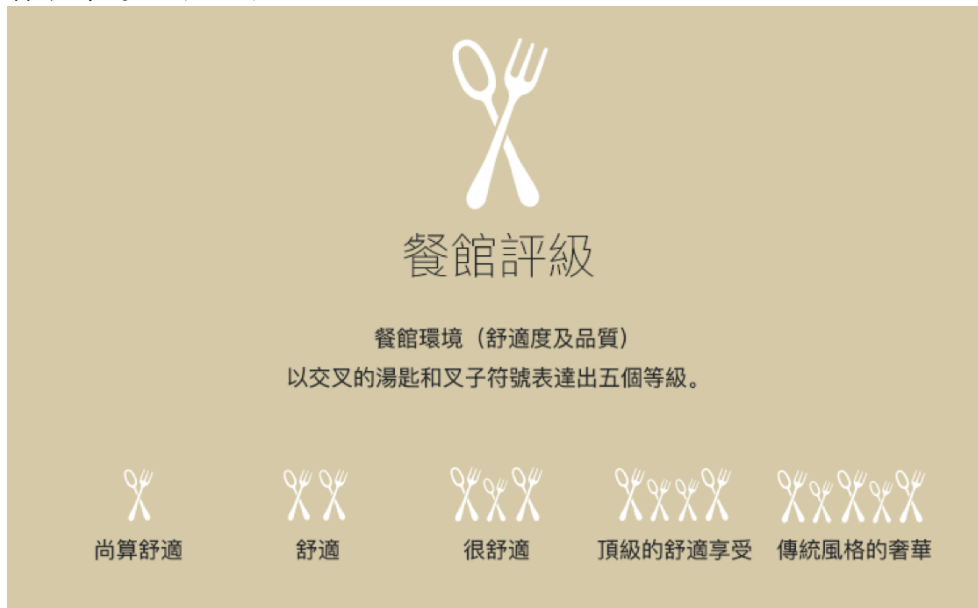 餐館評級
餐館環境（舒適度及品質）
以交叉的湯匙和叉子符號表達出五個等級。
尚算舒適
舒適
很舒適
頂級的舒適享受
傳統風格的奢華